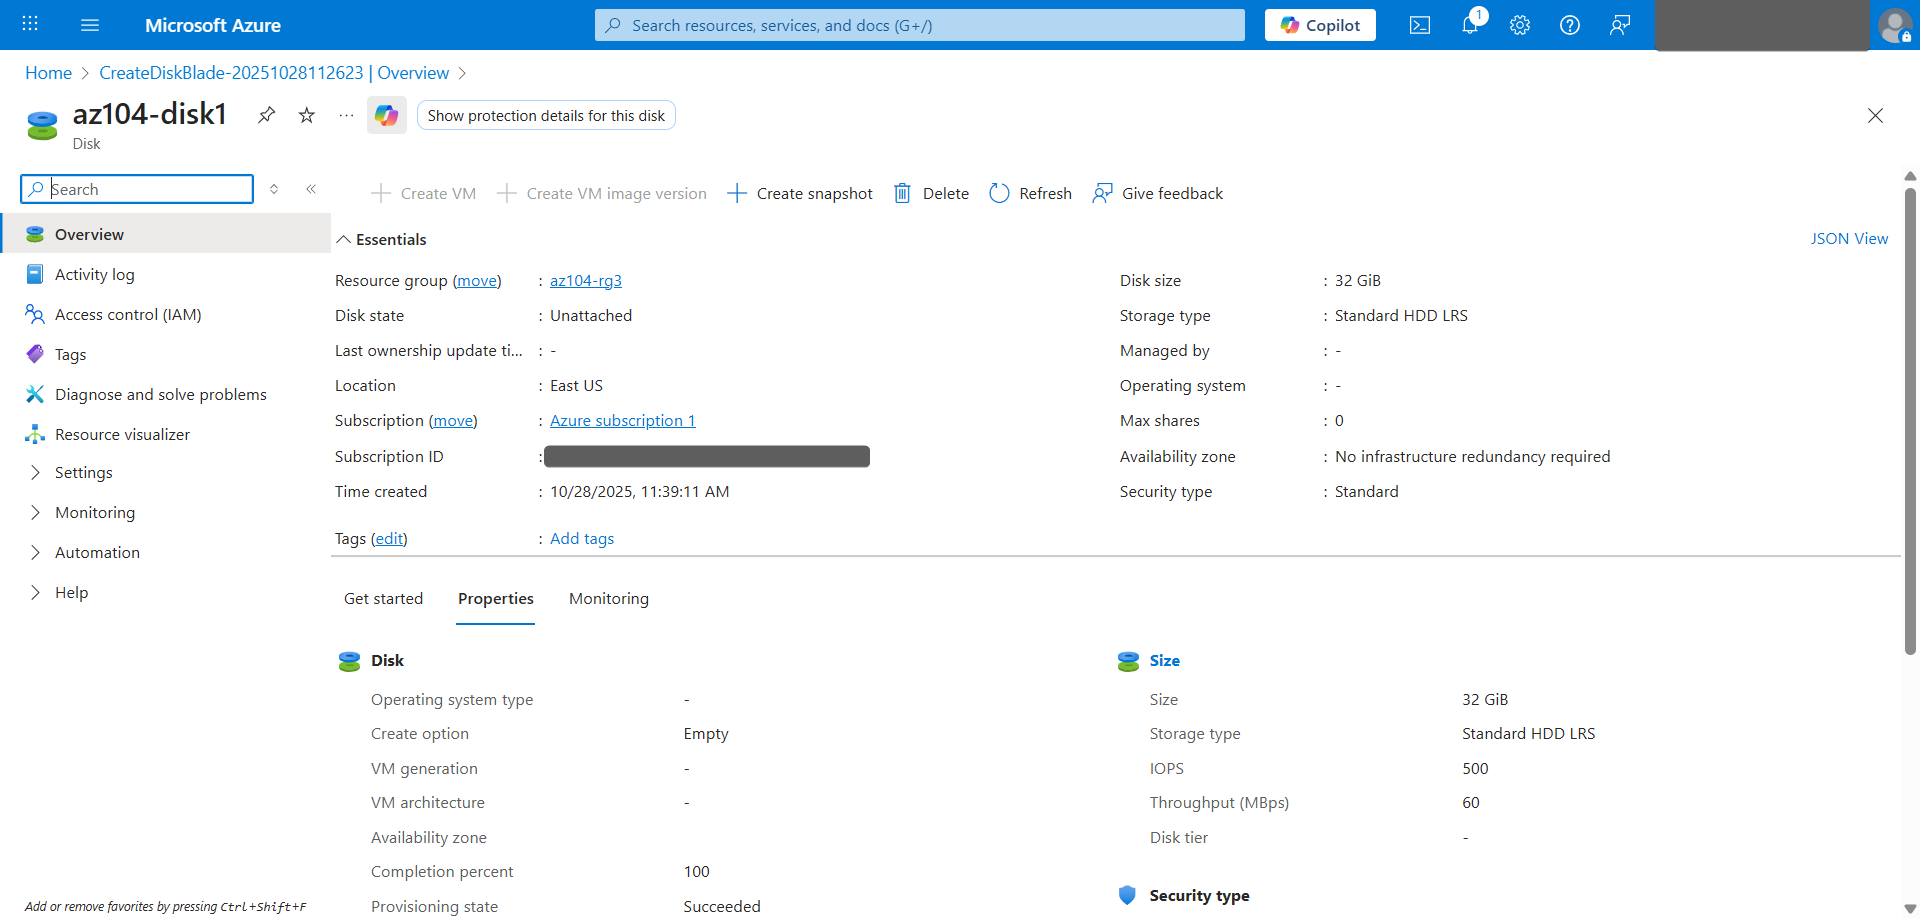 Microsoft Azure
Search resources, services, and docs (G+/)
Copilot
1
Home > CreateDiskBlade-20251028112623 | Overview >
az104-disk1
Disk
Show protection details for this disk
Search
Create VM
Create VM image version
Create snapshot
Delete
Refresh
Give feedback
Overview
Activity log
Access control (IAM)
Tags
Diagnose and solve problems
Resource visualizer
Settings
Monitoring
Automation
Help
Add or remove favorites by pressing Ctrl+Shift+F
Essentials
JSON View
Resource group (move) : az104-rg3
Disk state : Unattached
Last ownership update ti... : -
Location : East US
Subscription (move) : Azure subscription 1
Subscription ID :
Time created : 10/28/2025, 11:39:11 AM
Tags (edit) : Add tags
Disk size : 32 GiB
Storage type : Standard HDD LRS
Managed by : -
Operating system : -
Max shares : 0
Availability zone : No infrastructure redundancy required
Security type : Standard
Get started
Properties
Monitoring
Disk
Operating system type -
Create option Empty
VM generation -
VM architecture -
Availability zone
Completion percent 100
Provisioning state Succeeded
Size
Size 32 GiB
Storage type Standard HDD LRS
IOPS 500
Throughput (MBps) 60
Disk tier -
Security type